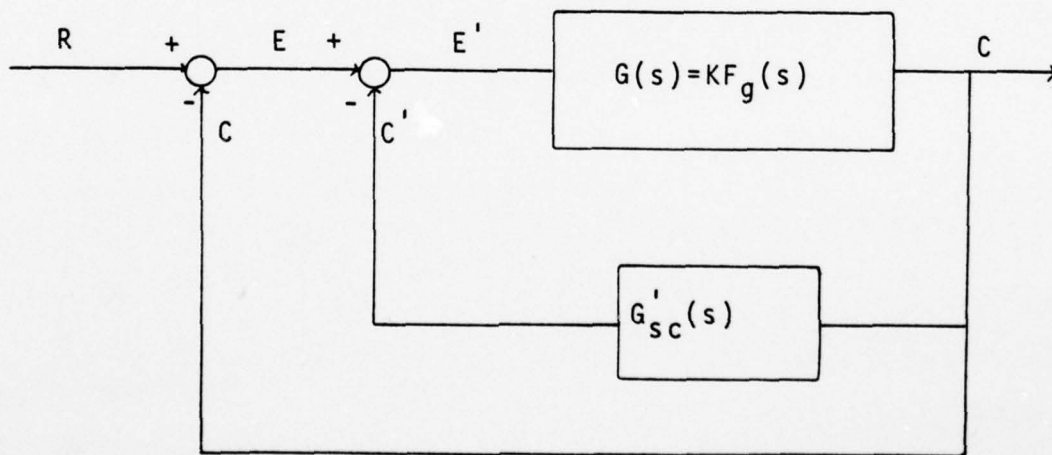 R + E + E' C
G(s)=KF_g(s)
- C - C'
G'_sc(s)